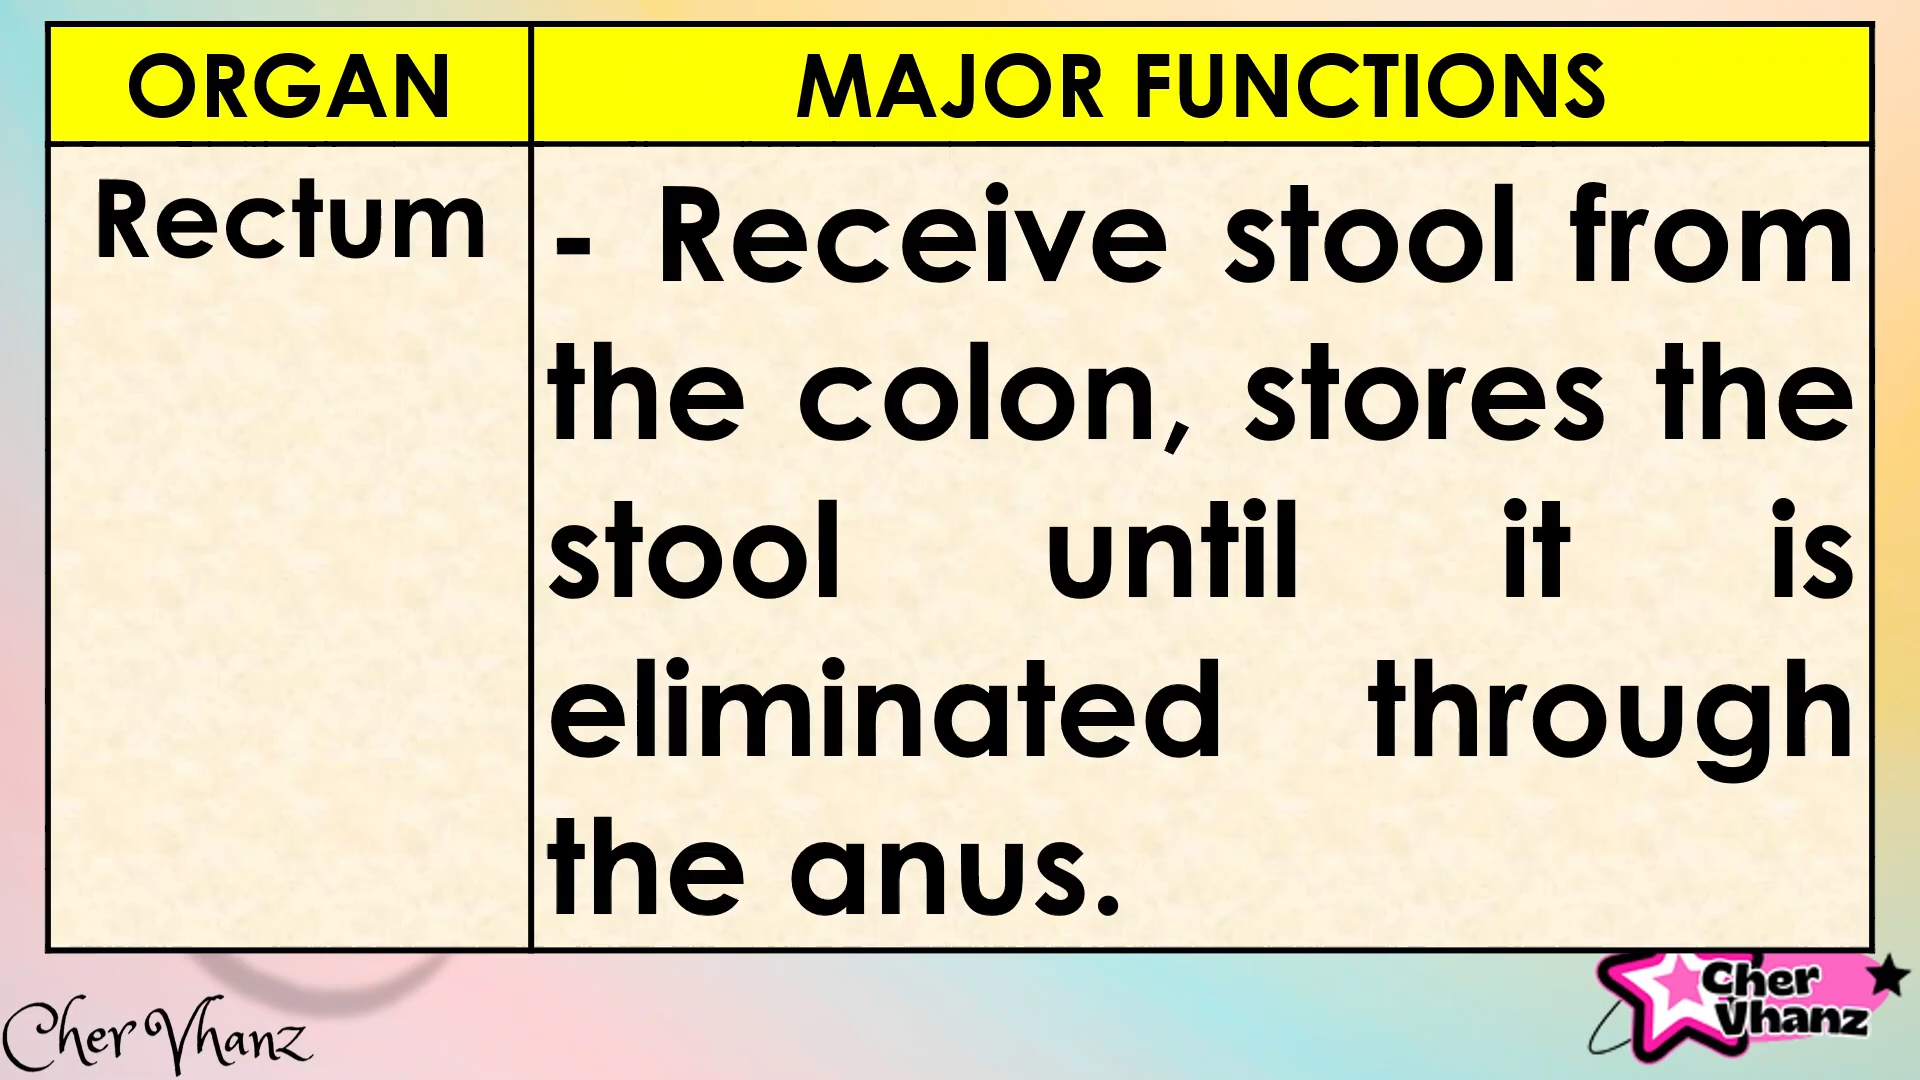 ORGAN
MAJOR FUNCTIONS
Rectum
- Receive stool from
the colon, stores the
stool until it is
eliminated through
the anus.
Cher Vhanz
Cher
Vhanz